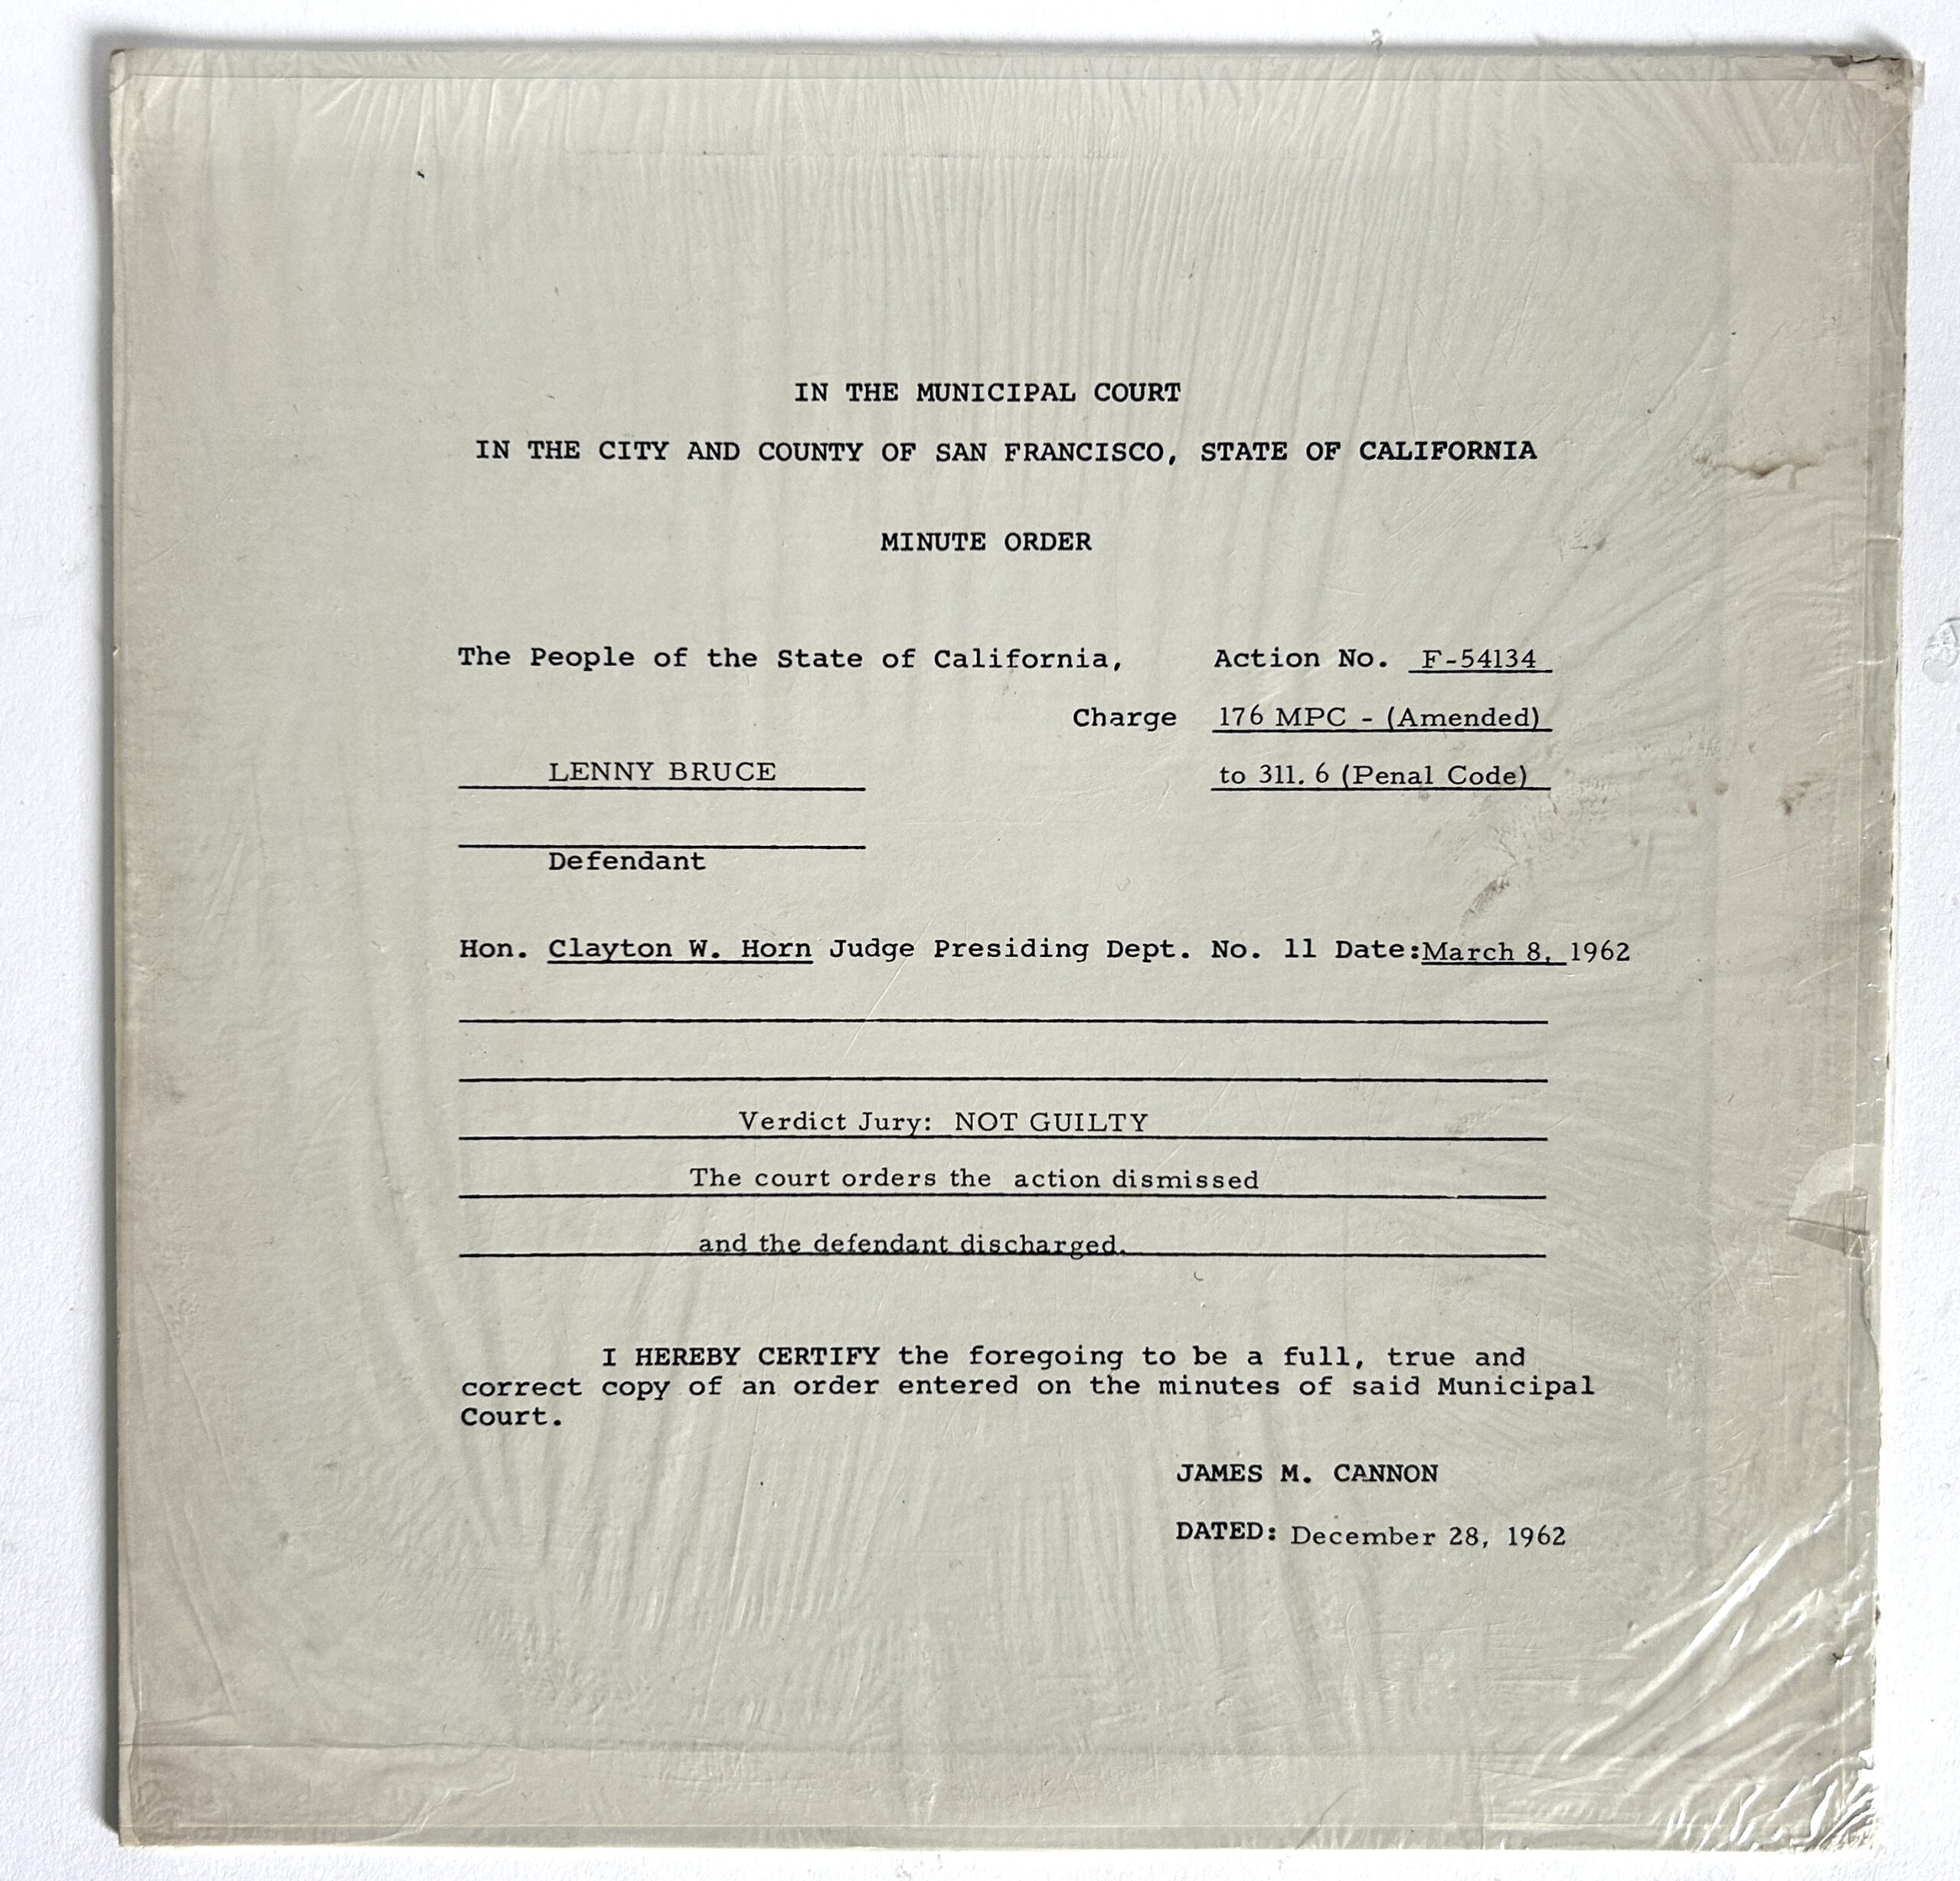 IN THE MUNICIPAL COURT
IN THE CITY AND COUNTY OF SAN FRANCISCO, STATE OF CALIFORNIA
MINUTE ORDER
The People of the State of California, Action No. F-54134
Charge 176 MPC - (Amended)
LENNY BRUCE to 311. 6 (Penal Code)
Defendant
Hon. Clayton W. Horn Judge Presiding Dept. No. 11 Date:March 8, 1962
Verdict Jury: NOT GUILTY
The court orders the action dismissed
and the defendant discharged.
I HEREBY CERTIFY the foregoing to be a full, true and
correct copy of an order entered on the minutes of said Municipal
Court.
JAMES M. CANNON
DATED: December 28, 1962